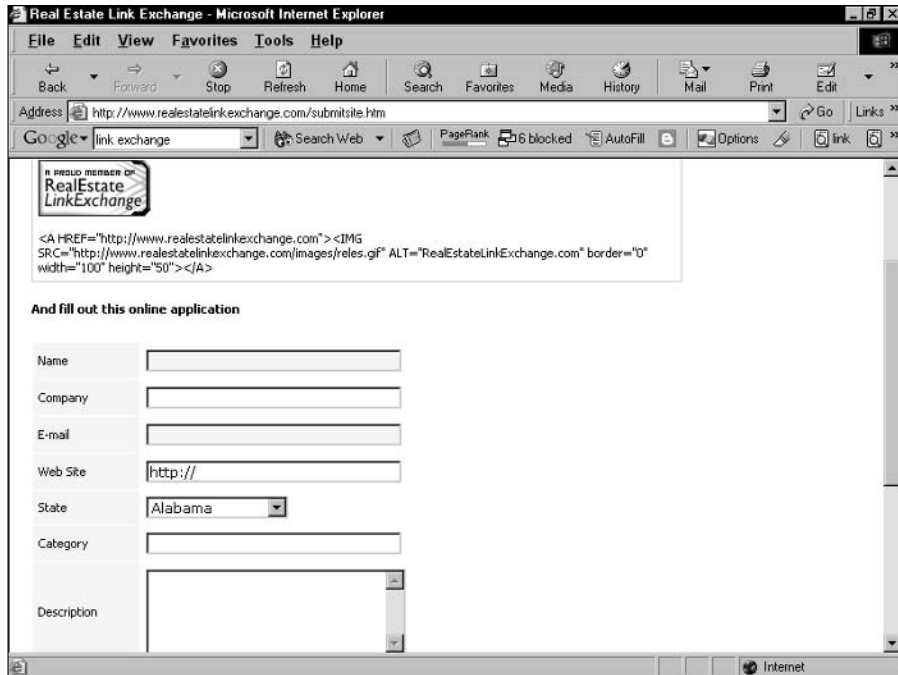 Real Estate Link Exchange - Microsoft Internet Explorer
File Edit View Favorites Tools Help
Back Forward Stop Refresh Home Search Favorites Media History Mail Print Edit »
Address http://www.realestatelinkexchange.com/submitsite.htm Go Links »
Google link exchange Search Web PageRank 6 blocked AutoFill Options link »
A PROUD MEMBER OF
RealEstate
LinkExchange
<A HREF="http://www.realestatelinkexchange.com"><IMG
SRC="http://www.realestatelinkexchange.com/images/reles.gif" ALT="RealEstateLinkExchange.com" border="0"
width="100" height="50"></A>
And fill out this online application
Name
Company
E-mail
Web Site http://
State Alabama
Category
Description
Internet